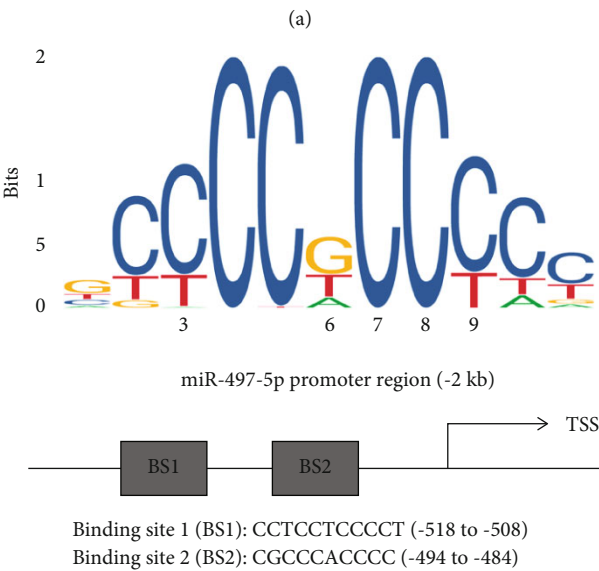 (a)
2
Bits
1
5
0
G T C A
C T G
C T
C
C
G T A
C
C
C T
C T A
C T G A
3 6 7 8 9
miR-497-5p promoter region (-2 kb)
TSS
BS1 BS2
Binding site 1 (BS1): CCTCCTCCCCT (-518 to -508)
Binding site 2 (BS2): CGCCCACCCC (-494 to -484)